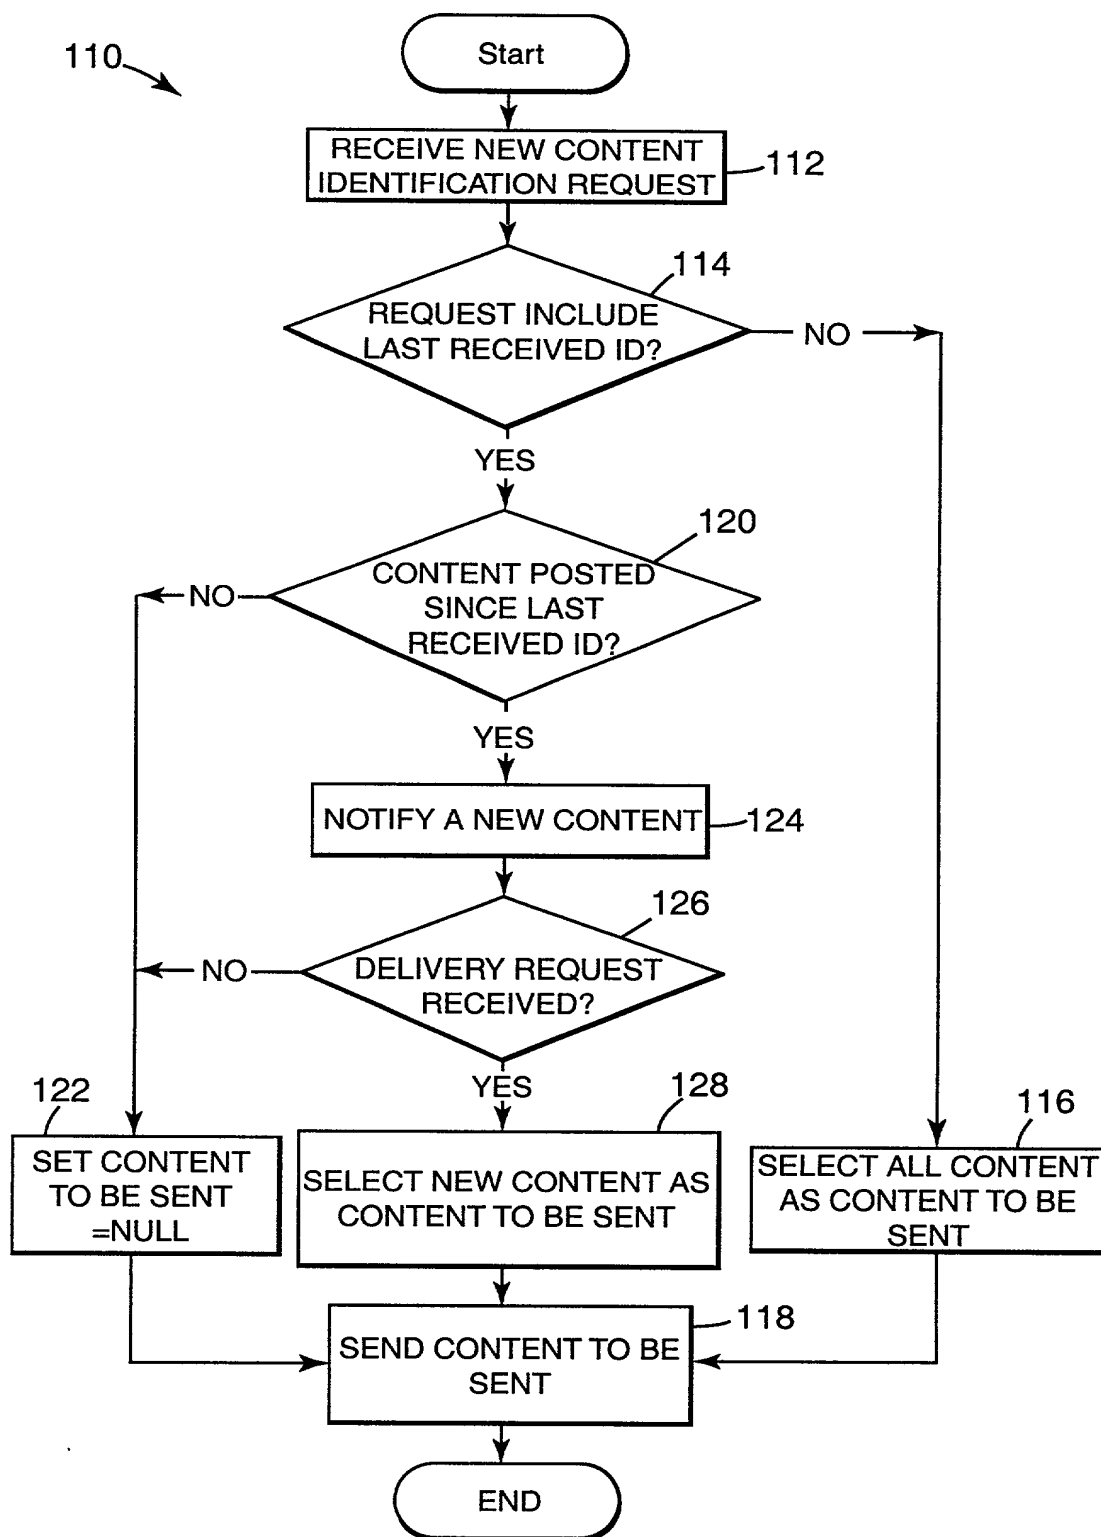 110
Start
RECEIVE NEW CONTENT
IDENTIFICATION REQUEST
112
114
REQUEST INCLUDE
LAST RECEIVED ID?
NO
YES
120
CONTENT POSTED
SINCE LAST
RECEIVED ID?
NO
YES
NOTIFY A NEW CONTENT
124
126
DELIVERY REQUEST
RECEIVED?
NO
YES
122
SET CONTENT
TO BE SENT
=NULL
128
SELECT NEW CONTENT AS
CONTENT TO BE SENT
116
SELECT ALL CONTENT
AS CONTENT TO BE
SENT
118
SEND CONTENT TO BE
SENT
END